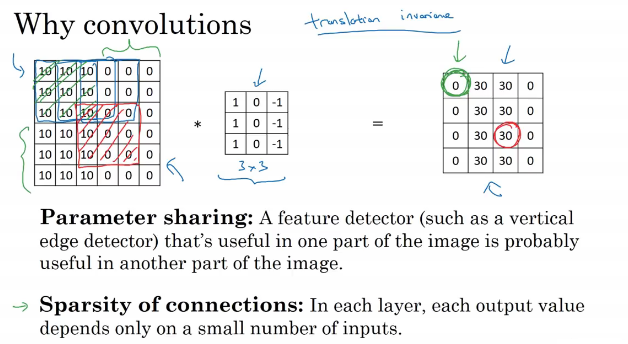 Why convolutions
translation invariance
10 10 10 0 0 0
10 10 10 0 0 0
10 10 10 0 0 0
10 10 10 0 0 0
10 10 10 0 0 0
10 10 10 0 0 0
*
1 0 -1
1 0 -1
1 0 -1
3x3
=
0 30 30 0
0 30 30 0
0 30 30 0
0 30 30 0
Parameter sharing: A feature detector (such as a vertical
edge detector) that's useful in one part of the image is probably
useful in another part of the image.
→ Sparsity of connections: In each layer, each output value
depends only on a small number of inputs.